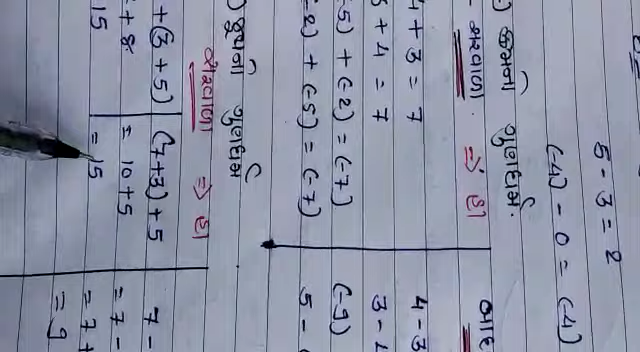 5 - 3 = 2
(-4) - 0 = (-4)
) ક્રમનો ગુણધર્મ.
સરવાળા ⇒ હા
+ 3 = 7 4 - 3
+ 4 = 7 3 -
-5) + (-2) = (-7)
-2) + (-5) = (-7) 5 -
) જૂથનો ગુણધર્મ
સરવાળા ⇒ હા
+ (3 + 5) (7+3) + 5 7 -
+ 8 = 10 + 5 = 7 -
15 = 15 = 7 +
= 9